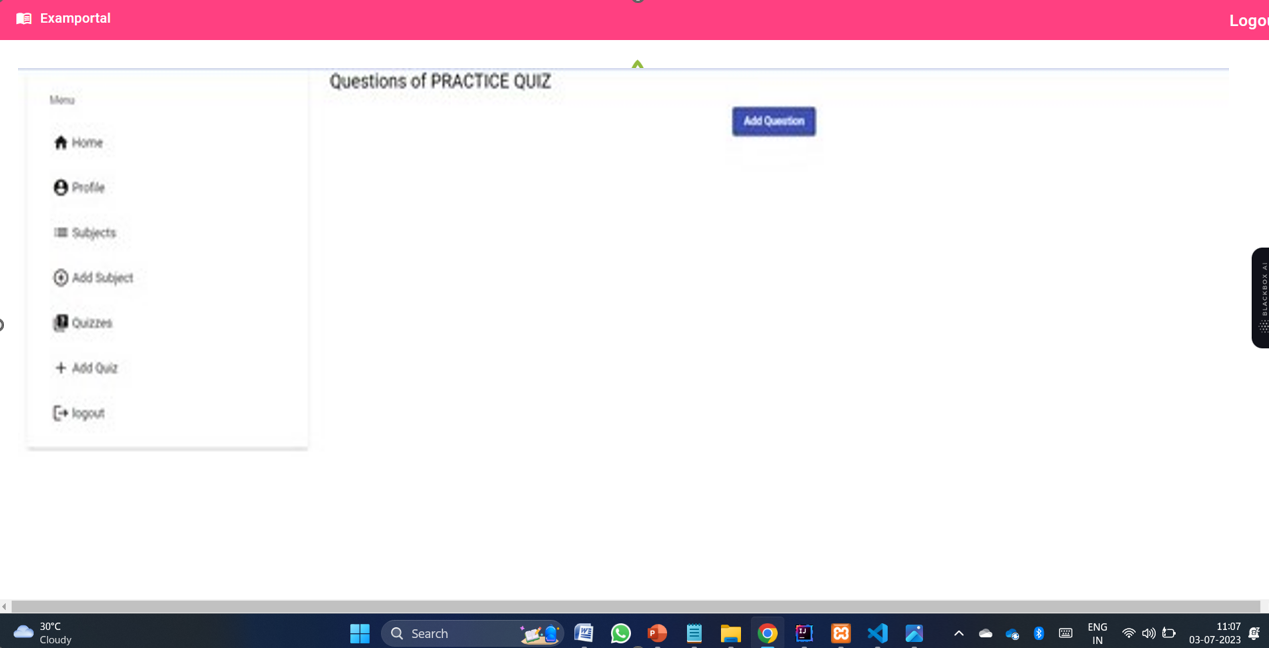 Examportal
Logou
Questions of PRACTICE QUIZ
Menu
Add Question
Home
Profile
Subjects
Add Subject
Quizzes
Add Quiz
logout
BLACKBOX AI
30°C
Cloudy
Search
ENG
IN
11:07
03-07-2023